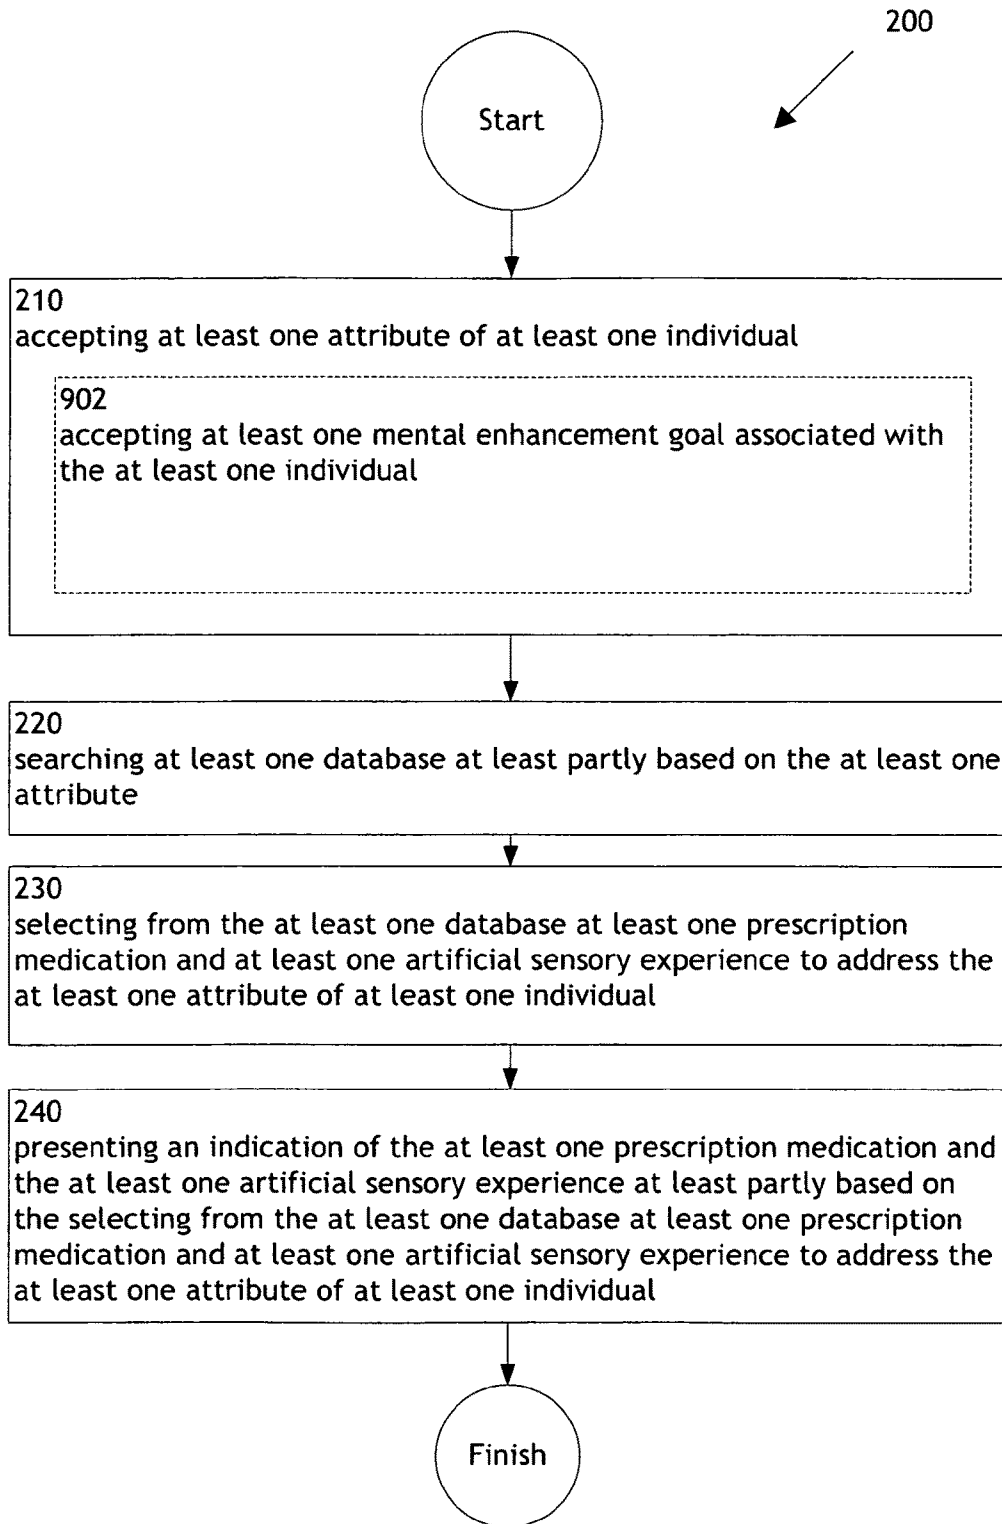 200
Start
210
accepting at least one attribute of at least one individual
902
accepting at least one mental enhancement goal associated with
the at least one individual
220
searching at least one database at least partly based on the at least one
attribute
230
selecting from the at least one database at least one prescription
medication and at least one artificial sensory experience to address the
at least one attribute of at least one individual
240
presenting an indication of the at least one prescription medication and
the at least one artificial sensory experience at least partly based on
the selecting from the at least one database at least one prescription
medication and at least one artificial sensory experience to address the
at least one attribute of at least one individual
Finish